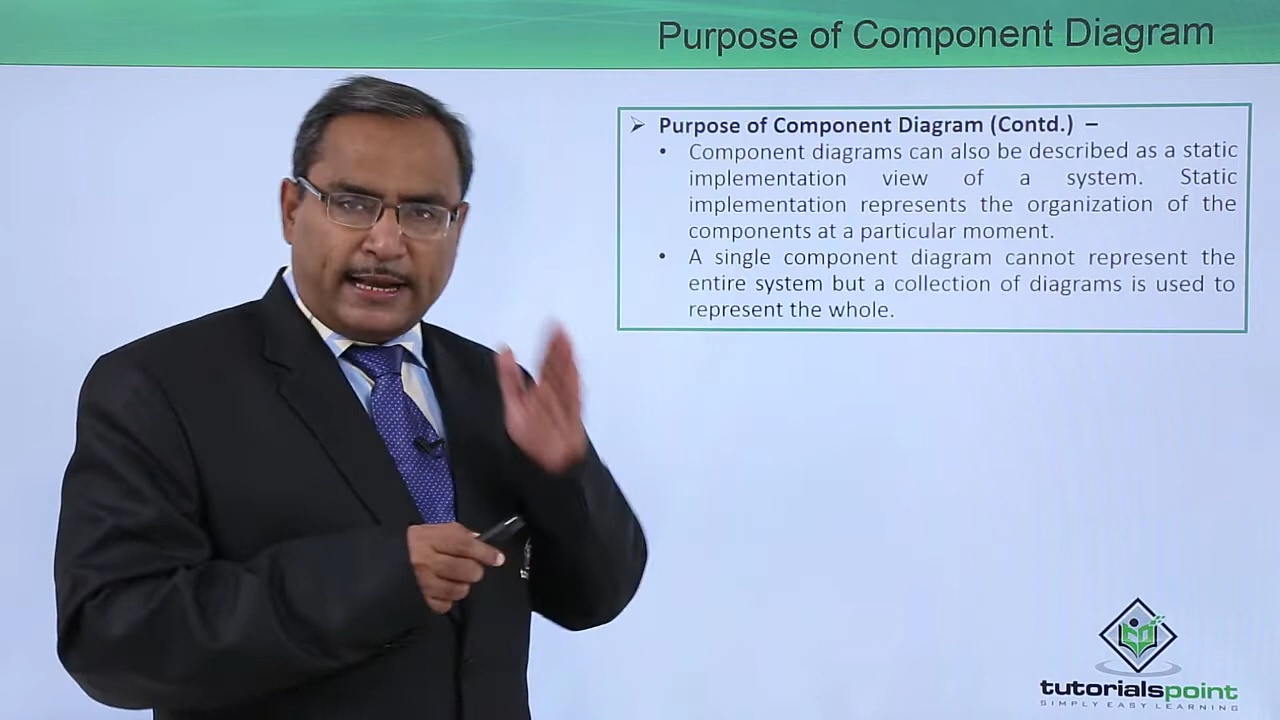 Purpose of Component Diagram
➢ Purpose of Component Diagram (Contd.) –
• Component diagrams can also be described as a static
implementation view of a system. Static
implementation represents the organization of the
components at a particular moment.
• A single component diagram cannot represent the
entire system but a collection of diagrams is used to
represent the whole.
tutorialspoint
SIMPLY EASY LEARNING